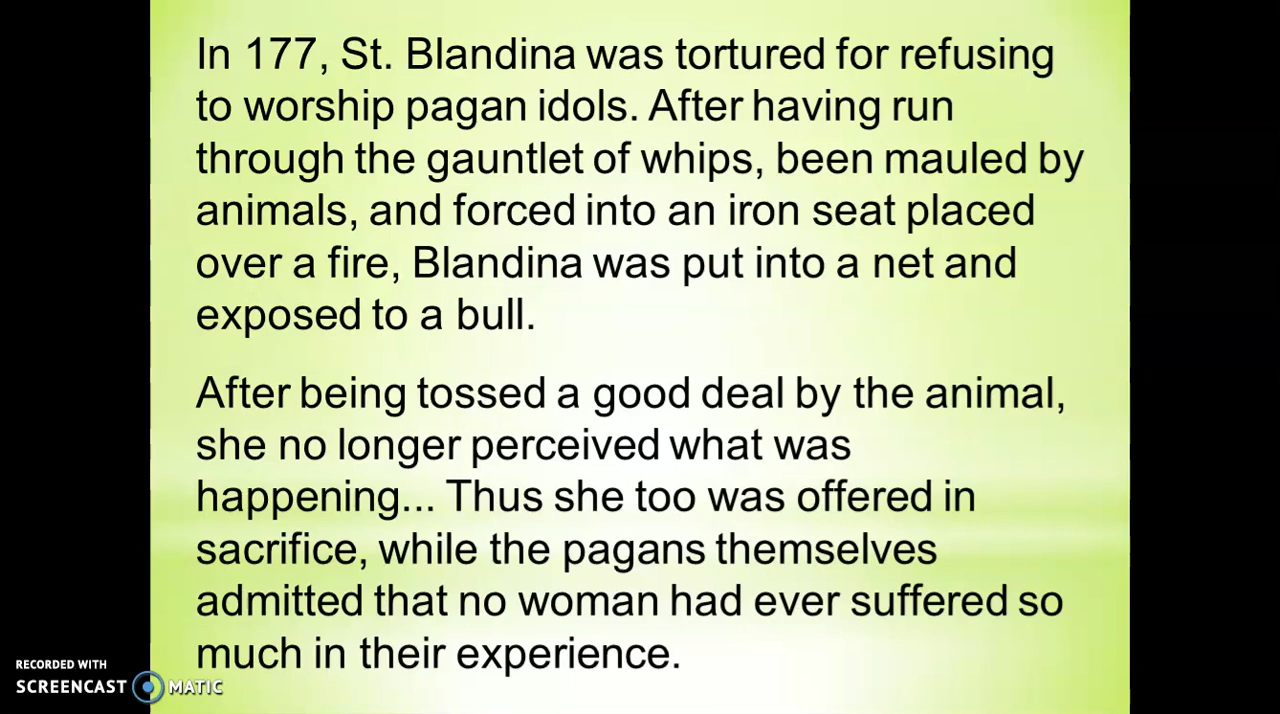 In 177, St. Blandina was tortured for refusing
to worship pagan idols. After having run
through the gauntlet of whips, been mauled by
animals, and forced into an iron seat placed
over a fire, Blandina was put into a net and
exposed to a bull.
After being tossed a good deal by the animal,
she no longer perceived what was
happening... Thus she too was offered in
sacrifice, while the pagans themselves
admitted that no woman had ever suffered so
much in their experience.
RECORDED WITH
SCREENCAST MATIC